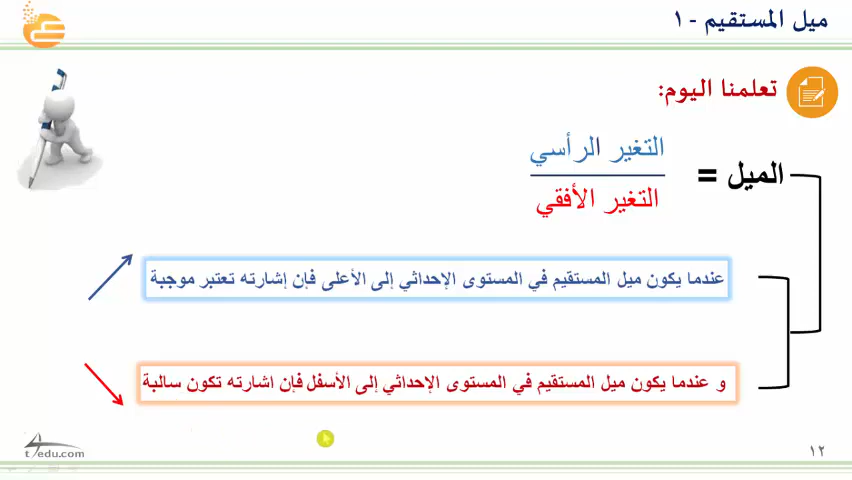 ميل المستقيم - ١
تعلمنا اليوم:
الميل = التغير الرأسي
التغير الأفقي
عندما يكون ميل المستقيم في المستوى الإحداثي إلى الأعلى فإن إشارته تعتبر موجبة
و عندما يكون ميل المستقيم في المستوى الإحداثي إلى الأسفل فإن اشارته تكون سالبة
t4edu.com
١٢